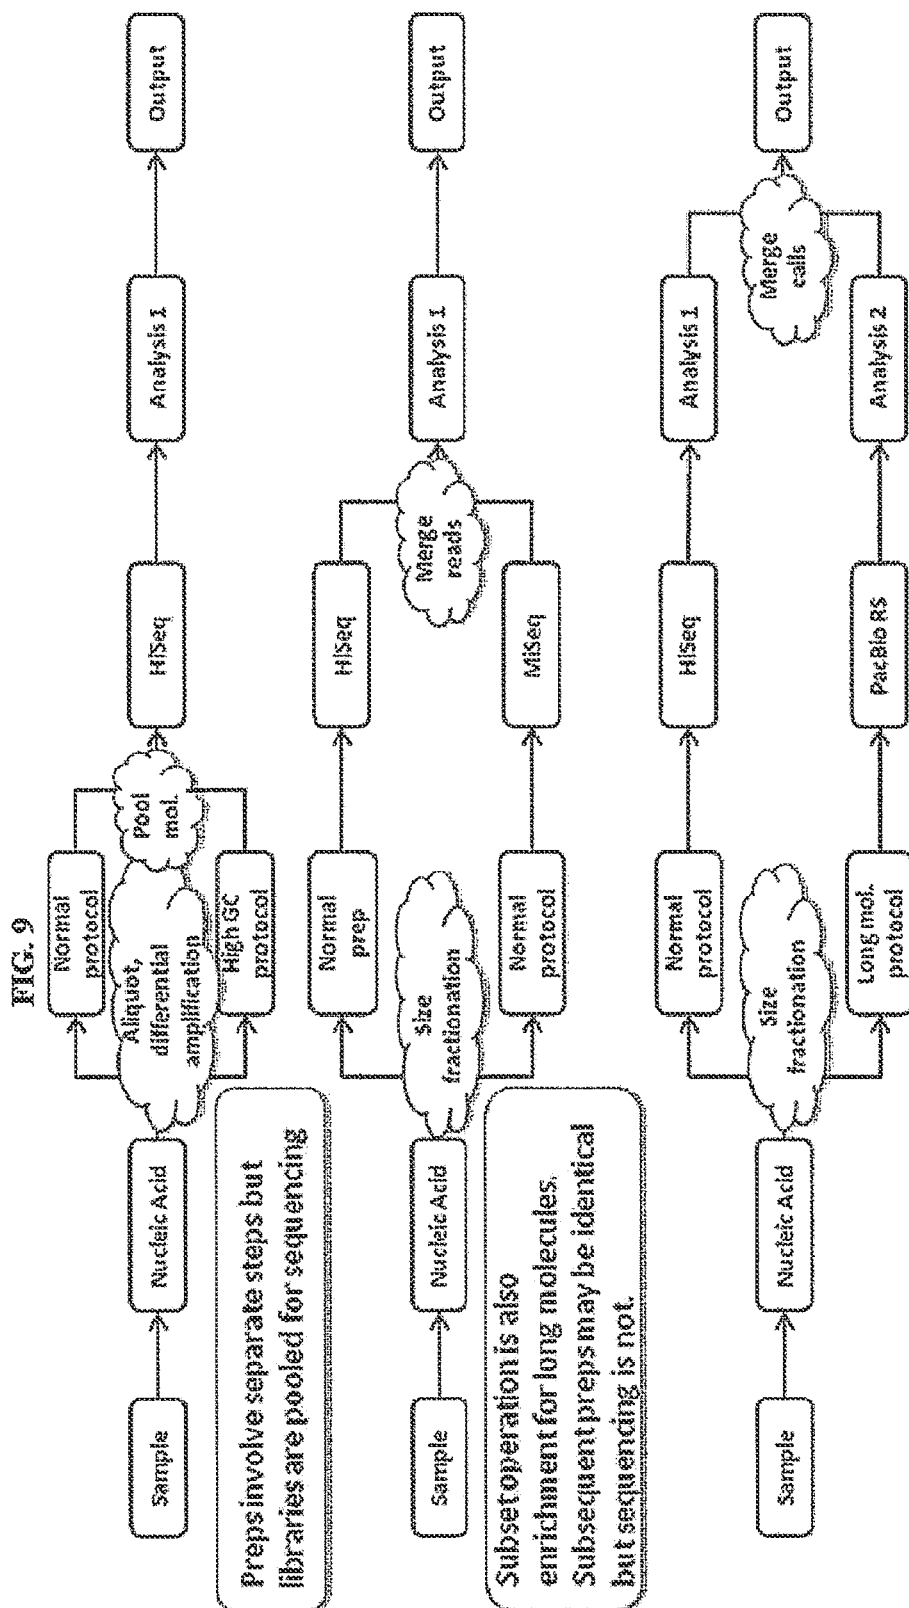 FIG. 9
Sample
Nucleic Acid
Aliquot,
differential
amplification
Normal
protocol
High GC
protocol
Pool
mol.
HiSeq
Analysis 1
Output
Preps involve separate steps but
libraries are pooled for sequencing
Sample
Nucleic Acid
Size
fractionation
Normal
prep
Normal
protocol
HiSeq
MiSeq
Merge
reads
Analysis 1
Output
Subset operation is also
enrichment for long molecules.
Subsequent preps may be identical
but sequencing is not.
Sample
Nucleic Acid
Size
fractionation
Normal
protocol
Long mol.
protocol
HiSeq
PacBio RS
Analysis 1
Analysis 2
Merge
calls
Output